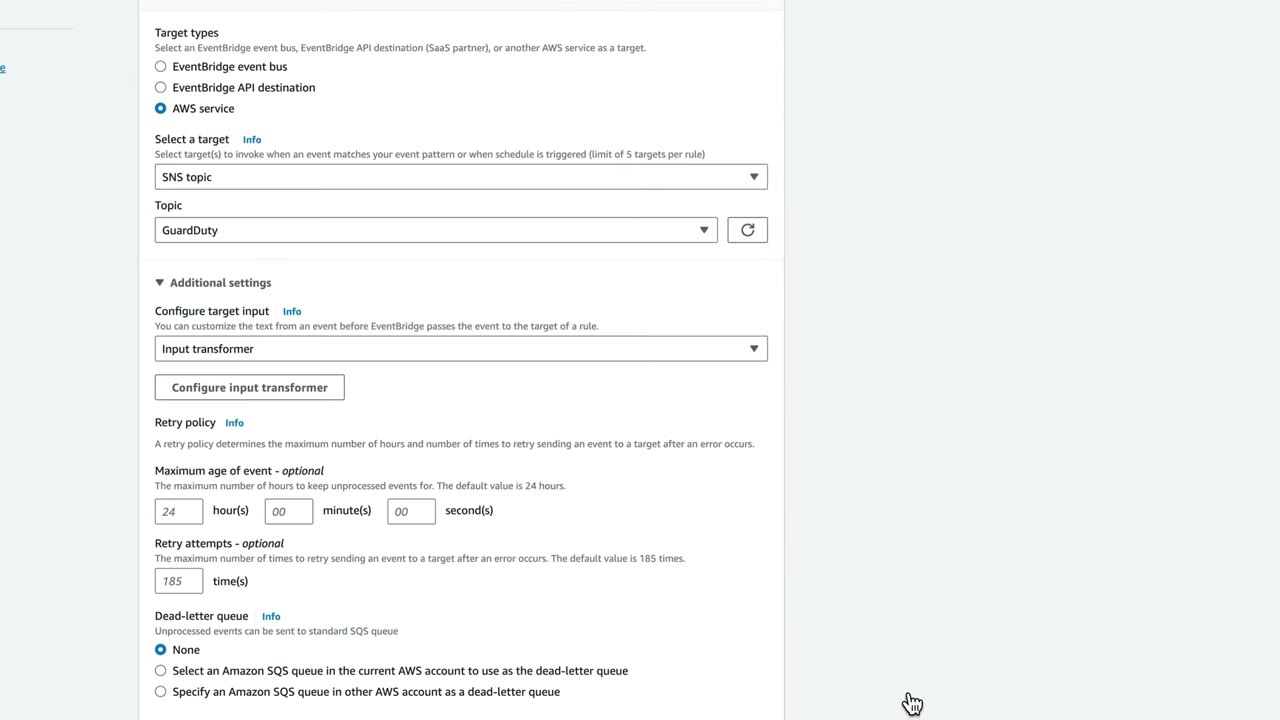 Target types
Select an EventBridge event bus, EventBridge API destination (SaaS partner), or another AWS service as a target.
e
EventBridge event bus
EventBridge API destination
AWS service
Select a target Info
Select target(s) to invoke when an event matches your event pattern or when schedule is triggered (limit of 5 targets per rule)
SNS topic
Topic
GuardDuty
Additional settings
Configure target input Info
You can customize the text from an event before EventBridge passes the event to the target of a rule.
Input transformer
Configure input transformer
Retry policy Info
A retry policy determines the maximum number of hours and number of times to retry sending an event to a target after an error occurs.
Maximum age of event - optional
The maximum number of hours to keep unprocessed events for. The default value is 24 hours.
24 hour(s) 00 minute(s) 00 second(s)
Retry attempts - optional
The maximum number of times to retry sending an event to a target after an error occurs. The default value is 185 times.
185 time(s)
Dead-letter queue Info
Unprocessed events can be sent to standard SQS queue
None
Select an Amazon SQS queue in the current AWS account to use as the dead-letter queue
Specify an Amazon SQS queue in other AWS account as a dead-letter queue